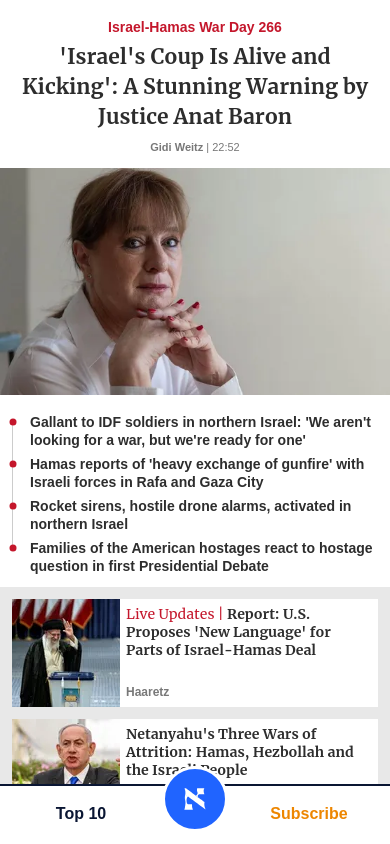 Israel-Hamas War Day 266
'Israel's Coup Is Alive and
Kicking': A Stunning Warning by
Justice Anat Baron
Gidi Weitz | 22:52
Gallant to IDF soldiers in northern Israel: 'We aren't
looking for a war, but we're ready for one'
Hamas reports of 'heavy exchange of gunfire' with
Israeli forces in Rafa and Gaza City
Rocket sirens, hostile drone alarms, activated in
northern Israel
Families of the American hostages react to hostage
question in first Presidential Debate
Live Updates | Report: U.S.
Proposes 'New Language' for
Parts of Israel-Hamas Deal
Haaretz
Netanyahu's Three Wars of
Attrition: Hamas, Hezbollah and
the Israeli People
Top 10
Subscribe